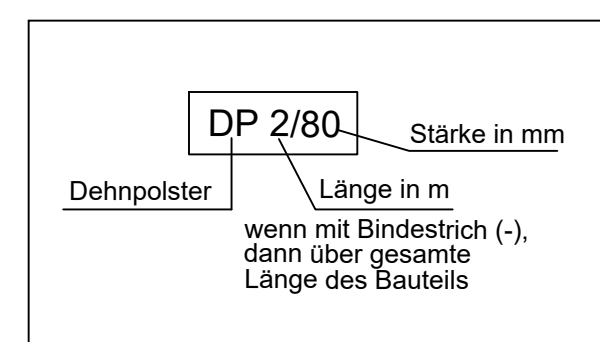 DP 2/80
Stärke in mm
Dehnpolster
Länge in m
wenn mit Bindestrich (-),
dann über gesamte
Länge des Bauteils